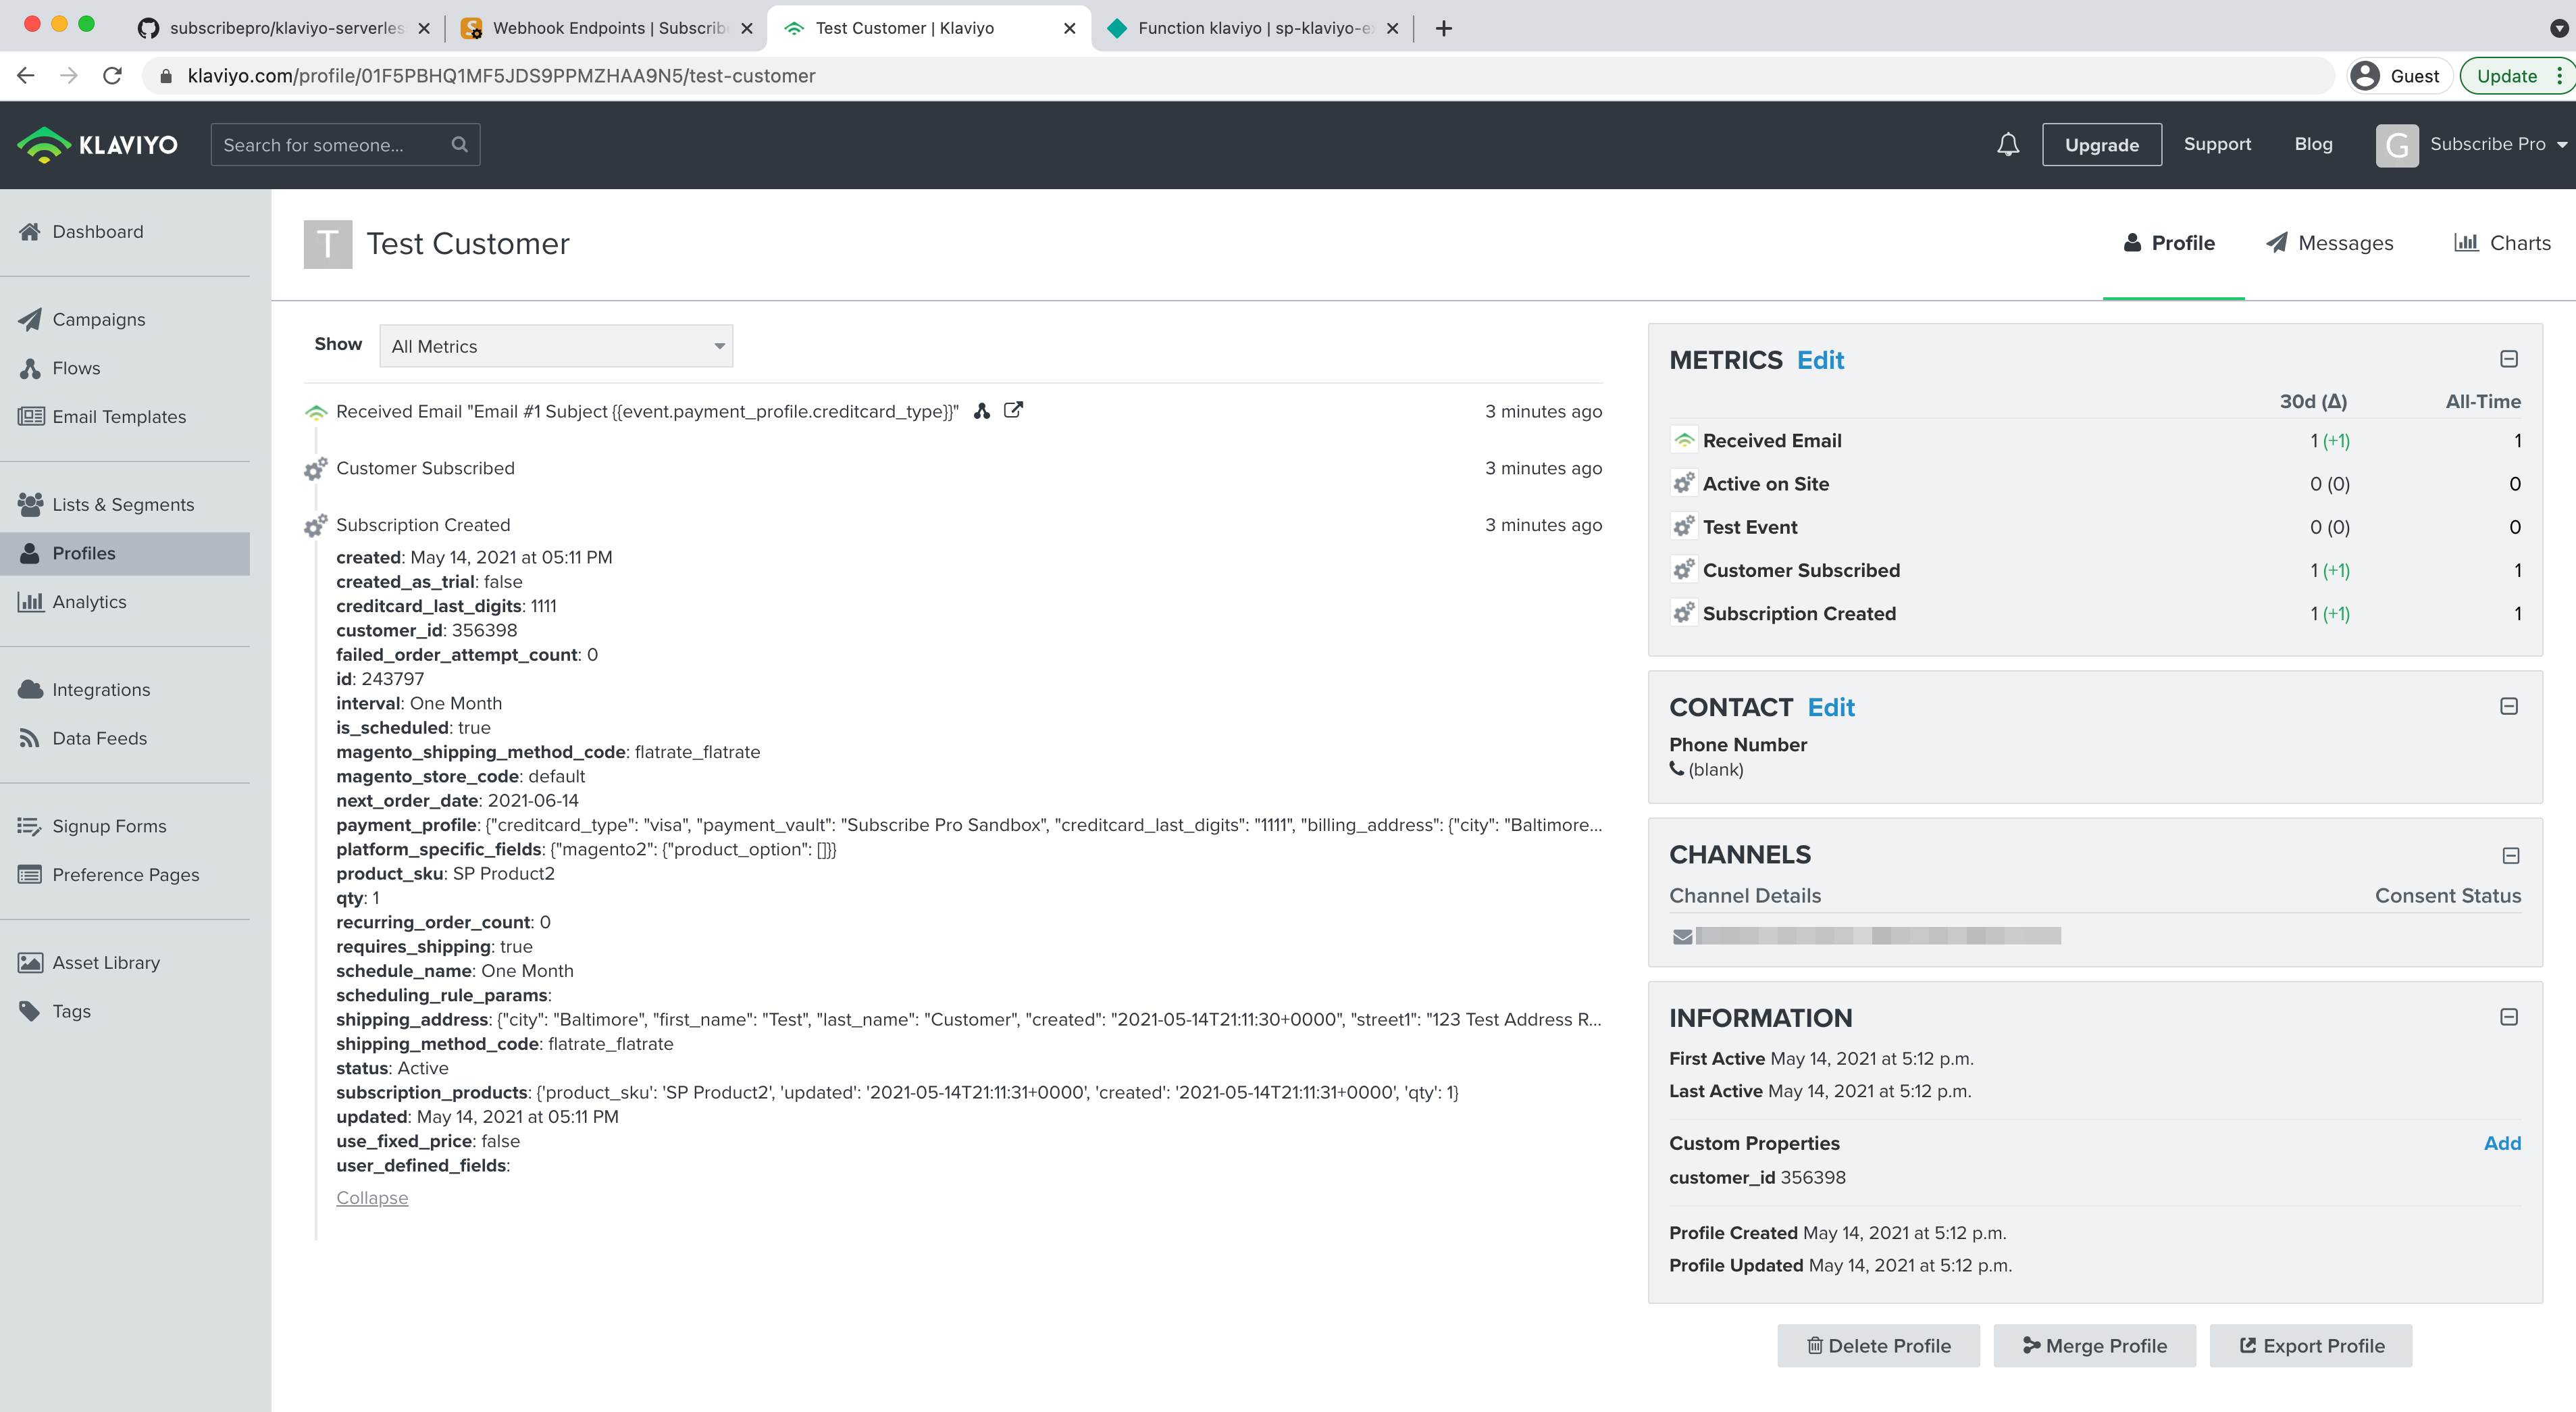 subscribepro/klaviyo-serverles
Webhook Endpoints | Subscrib
Test Customer | Klaviyo
Function klaviyo | sp-klaviyo-e
klaviyo.com/profile/01F5PBHQ1MF5JDS9PPMZHAA9N5/test-customer
Guest
Update
KLAVIYO
Search for someone...
Upgrade
Support
Blog
G
Subscribe Pro
Dashboard
Campaigns
Flows
Email Templates
Lists & Segments
Profiles
Analytics
Integrations
Data Feeds
Signup Forms
Preference Pages
Asset Library
Tags
T
Test Customer
Profile
Messages
Charts
Show
All Metrics
Received Email "Email #1 Subject {{event.payment_profile.creditcard_type}}"
3 minutes ago
Customer Subscribed
3 minutes ago
Subscription Created
3 minutes ago
created: May 14, 2021 at 05:11 PM
created_as_trial: false
creditcard_last_digits: 1111
customer_id: 356398
failed_order_attempt_count: 0
id: 243797
interval: One Month
is_scheduled: true
magento_shipping_method_code: flatrate_flatrate
magento_store_code: default
next_order_date: 2021-06-14
payment_profile: {"creditcard_type": "visa", "payment_vault": "Subscribe Pro Sandbox", "creditcard_last_digits": "1111", "billing_address": {"city": "Baltimore...
platform_specific_fields: {"magento2": {"product_option": []}}
product_sku: SP Product2
qty: 1
recurring_order_count: 0
requires_shipping: true
schedule_name: One Month
scheduling_rule_params:
shipping_address: {"city": "Baltimore", "first_name": "Test", "last_name": "Customer", "created": "2021-05-14T21:11:30+0000", "street1": "123 Test Address R...
shipping_method_code: flatrate_flatrate
status: Active
subscription_products: {'product_sku': 'SP Product2', 'updated': '2021-05-14T21:11:31+0000', 'created': '2021-05-14T21:11:31+0000', 'qty': 1}
updated: May 14, 2021 at 05:11 PM
use_fixed_price: false
user_defined_fields:
Collapse
METRICS Edit
30d (Δ) All-Time
Received Email 1 (+1) 1
Active on Site 0 (0) 0
Test Event 0 (0) 0
Customer Subscribed 1 (+1) 1
Subscription Created 1 (+1) 1
CONTACT Edit
Phone Number
(blank)
CHANNELS
Channel Details Consent Status
INFORMATION
First Active May 14, 2021 at 5:12 p.m.
Last Active May 14, 2021 at 5:12 p.m.
Custom Properties Add
customer_id 356398
Profile Created May 14, 2021 at 5:12 p.m.
Profile Updated May 14, 2021 at 5:12 p.m.
Delete Profile
Merge Profile
Export Profile